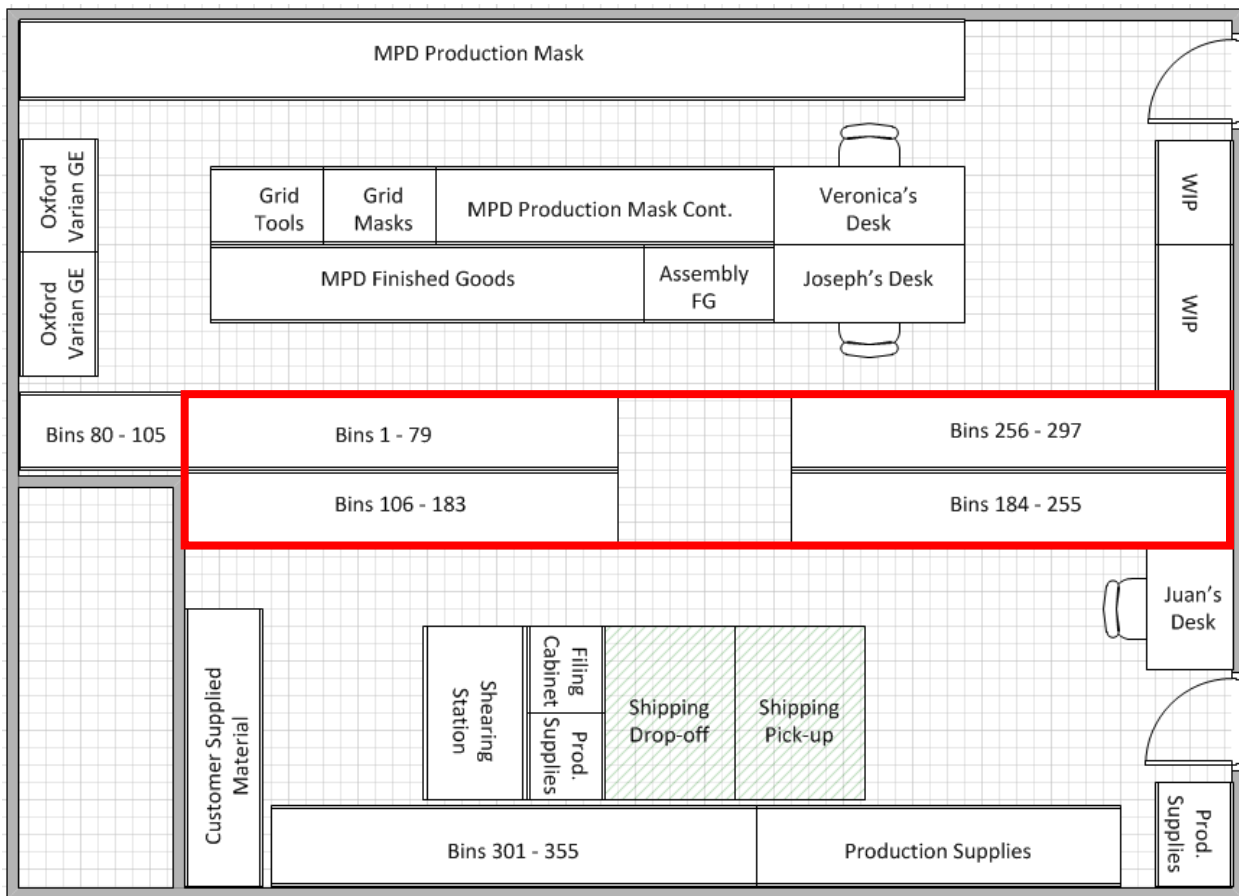 MPD Production Mask
Oxford
Varian GE
Grid
Tools
Grid
Masks
MPD Production Mask Cont.
Veronica's
Desk
WIP
Oxford
Varian GE
MPD Finished Goods
Assembly
FG
Joseph's Desk
WIP
Bins 80 - 105
Bins 1 - 79
Bins 256 - 297
Bins 106 - 183
Bins 184 - 255
Juan's
Desk
Customer Supplied
Material
Shearing
Station
Filing
Cabinet
Prod.
Supplies
Shipping
Drop-off
Shipping
Pick-up
Bins 301 - 355
Production Supplies
Prod.
Supplies